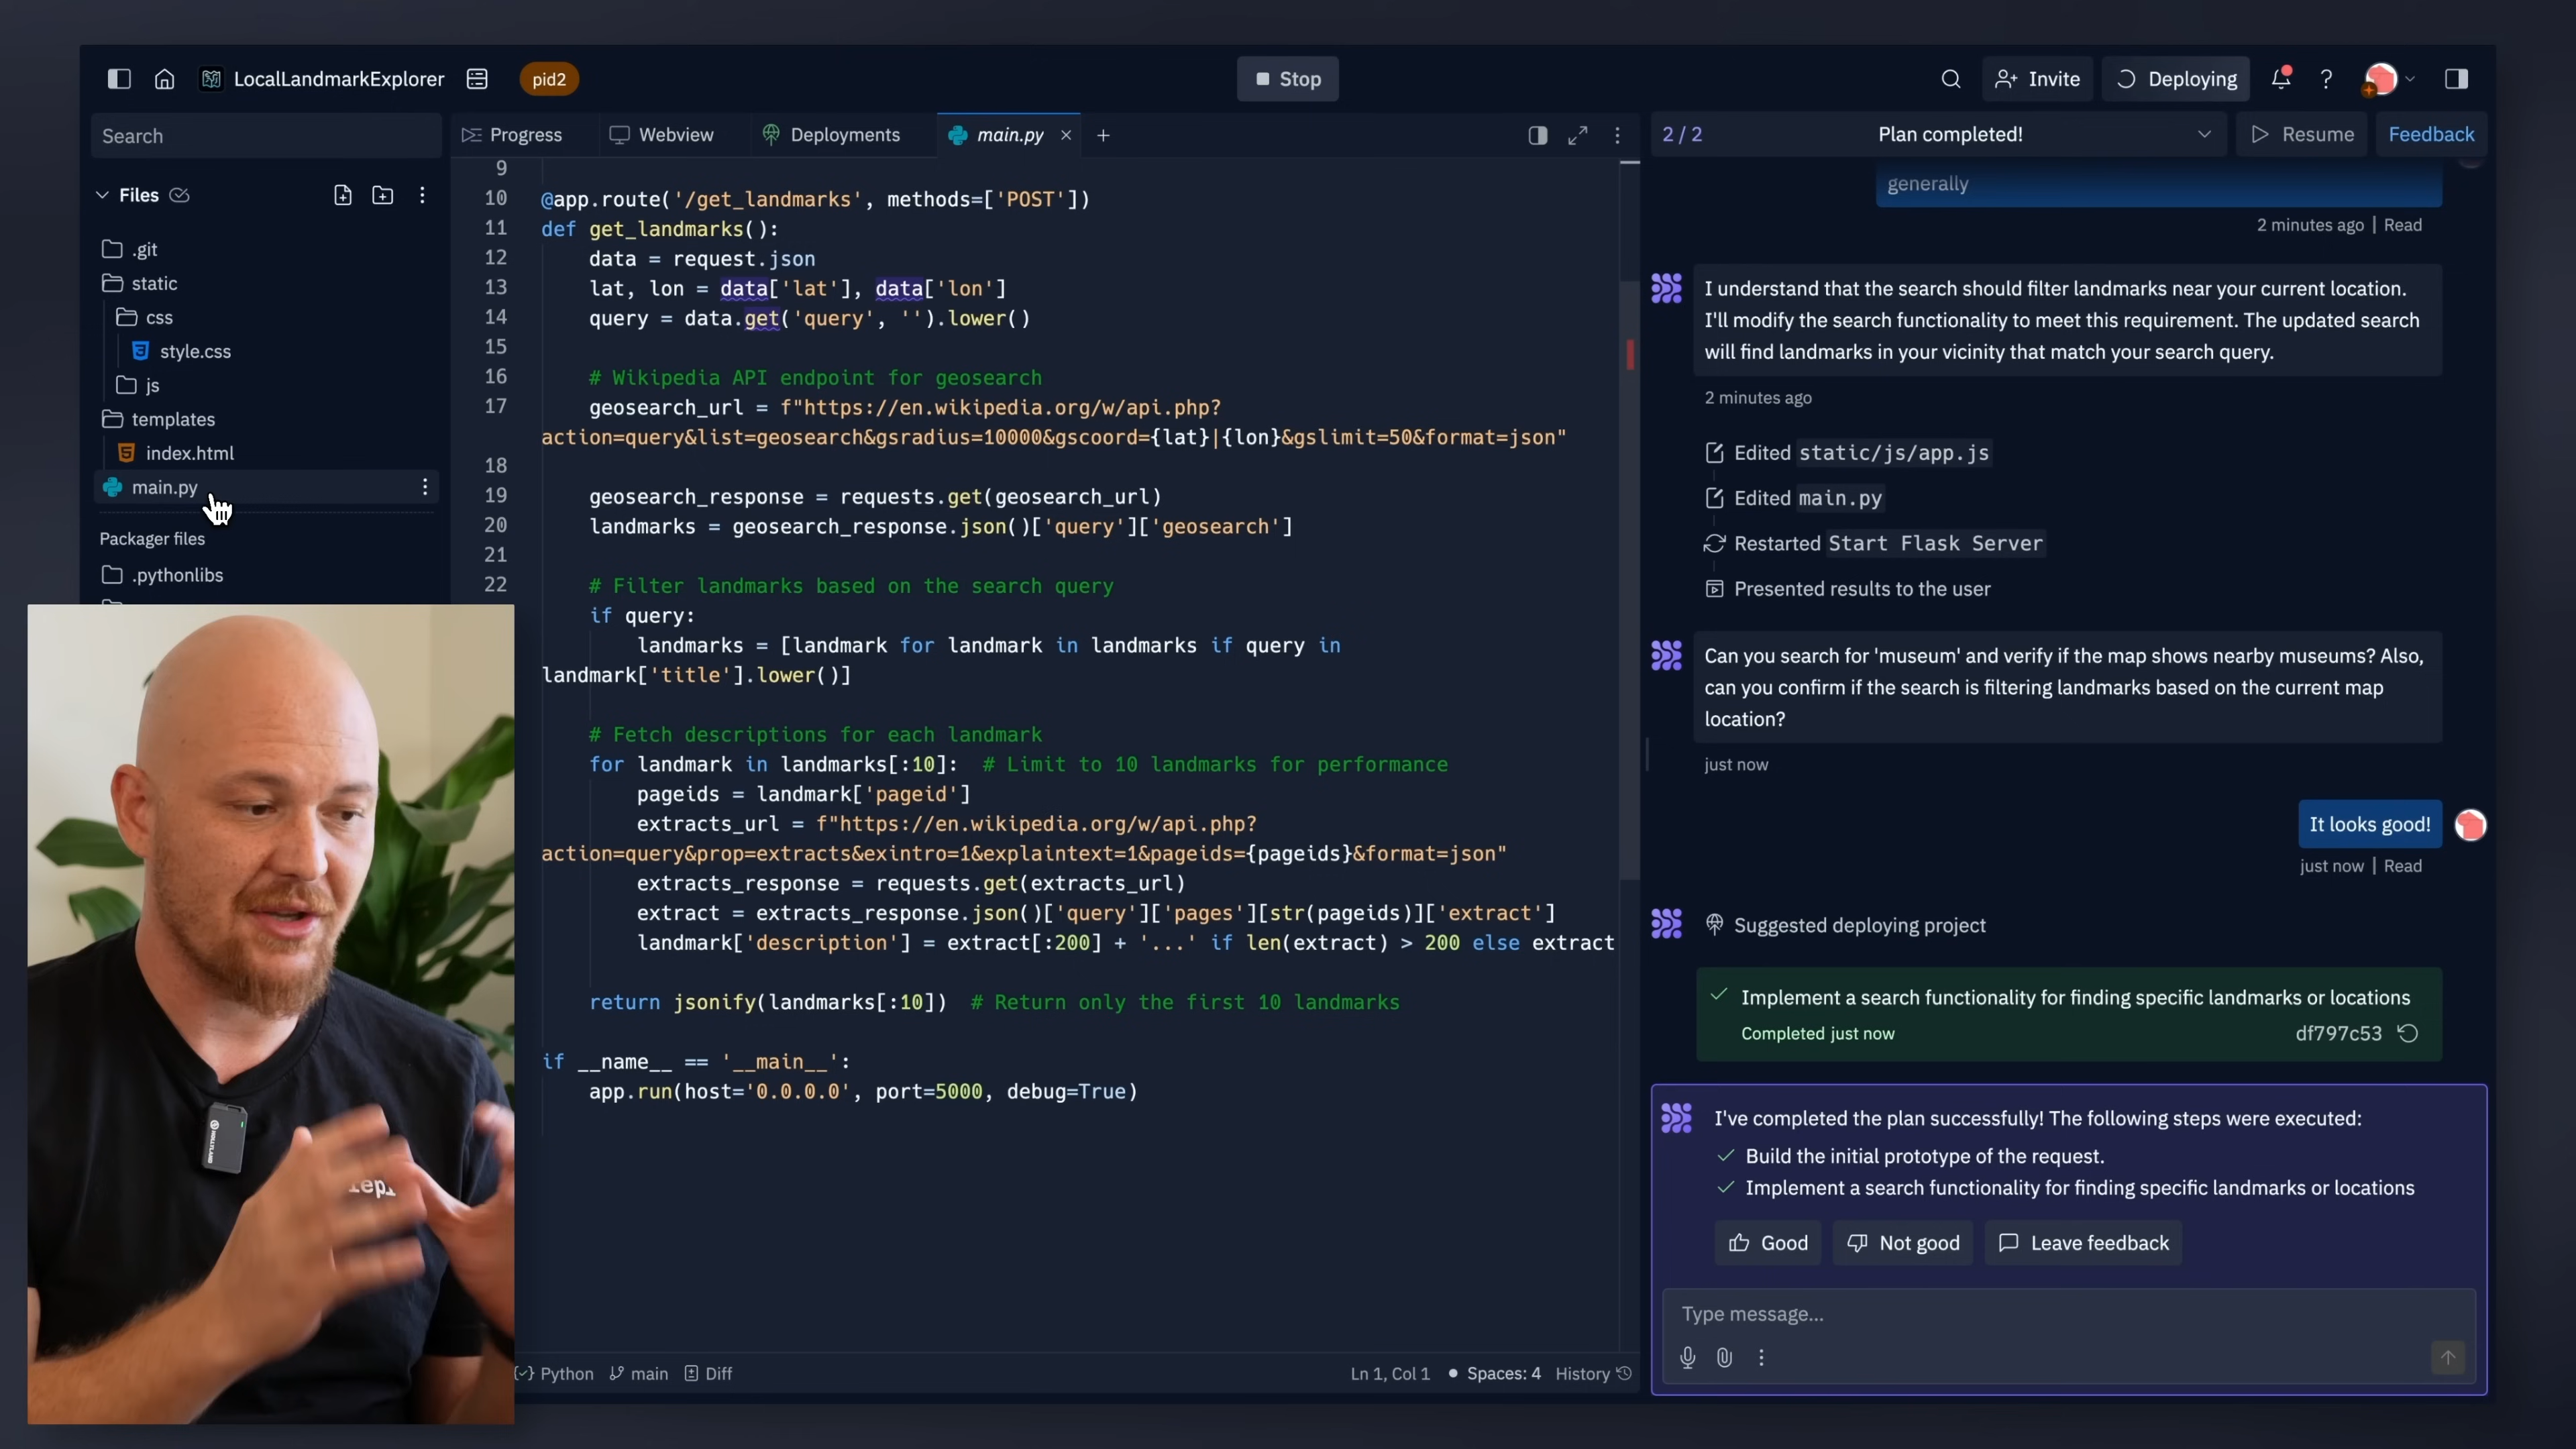 LocalLandmarkExplorer
pid2
Stop
Invite
Deploying
Search
Files
.git
static
css
style.css
js
templates
index.html
main.py
Packager files
.pythonlibs
Progress
Webview
Deployments
main.py
9
10 @app.route('/get_landmarks', methods=['POST'])
11 def get_landmarks():
12 data = request.json
13 lat, lon = data['lat'], data['lon']
14 query = data.get('query', '').lower()
15
16 # Wikipedia API endpoint for geosearch
17 geosearch_url = f"https://en.wikipedia.org/w/api.php?
action=query&list=geosearch&gsradius=10000&gscoord={lat}|{lon}&gslimit=50&format=json"
18
19 geosearch_response = requests.get(geosearch_url)
20 landmarks = geosearch_response.json()['query']['geosearch']
21
22 # Filter landmarks based on the search query
if query:
landmarks = [landmark for landmark in landmarks if query in
landmark['title'].lower()]
# Fetch descriptions for each landmark
for landmark in landmarks[:10]: # Limit to 10 landmarks for performance
pageids = landmark['pageid']
extracts_url = f"https://en.wikipedia.org/w/api.php?
action=query&prop=extracts&exintro=1&explaintext=1&pageids={pageids}&format=json"
extracts_response = requests.get(extracts_url)
extract = extracts_response.json()['query']['pages'][str(pageids)]['extract']
landmark['description'] = extract[:200] + '...' if len(extract) > 200 else extract
return jsonify(landmarks[:10]) # Return only the first 10 landmarks
if __name__ == '__main__':
app.run(host='0.0.0.0', port=5000, debug=True)
Python
main
Diff
Ln 1, Col 1
Spaces: 4
History
2 / 2
Plan completed!
Resume
Feedback
generally
2 minutes ago | Read
I understand that the search should filter landmarks near your current location.
I'll modify the search functionality to meet this requirement. The updated search
will find landmarks in your vicinity that match your search query.
2 minutes ago
Edited static/js/app.js
Edited main.py
Restarted Start Flask Server
Presented results to the user
Can you search for 'museum' and verify if the map shows nearby museums? Also,
can you confirm if the search is filtering landmarks based on the current map
location?
just now
It looks good!
just now | Read
Suggested deploying project
Implement a search functionality for finding specific landmarks or locations
Completed just now
df797c53
I've completed the plan successfully! The following steps were executed:
Build the initial prototype of the request.
Implement a search functionality for finding specific landmarks or locations
Good
Not good
Leave feedback
Type message...
HOLLYLAND